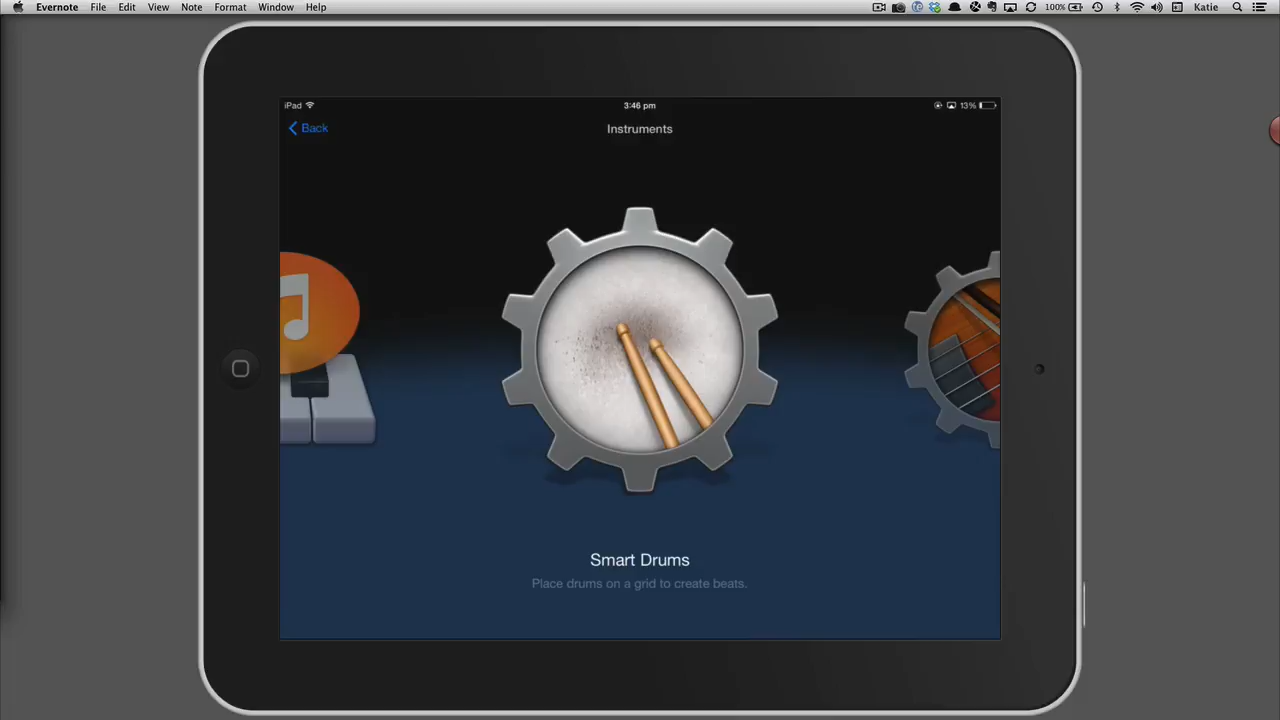 Evernote File Edit View Note Format Window Help 100% Katie
iPad 3:46 pm 13%
Back Instruments
Smart Drums
Place drums on a grid to create beats.